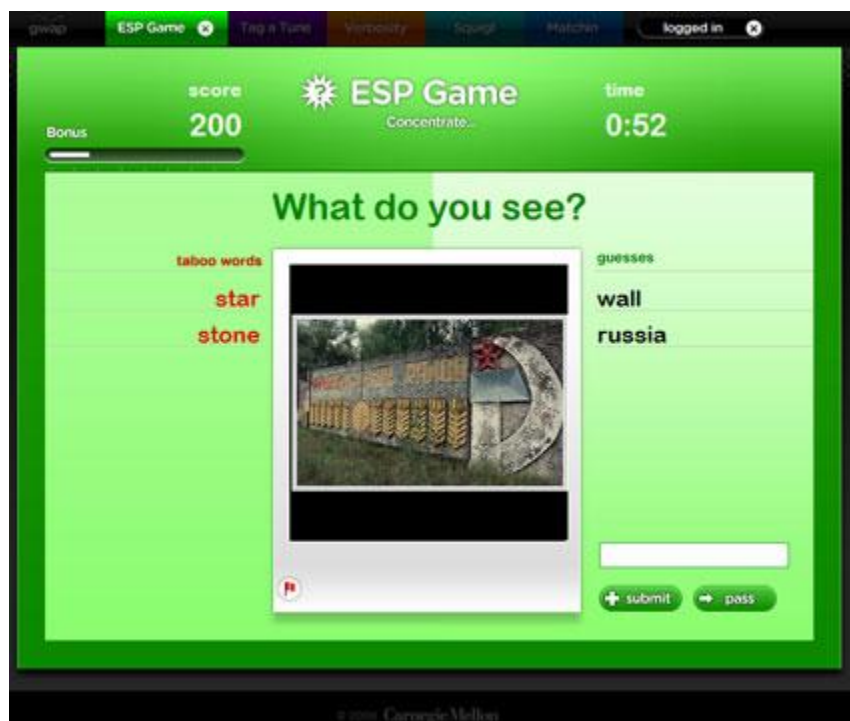 gwap ESP Game Tag a Tune Verbosity Squigl Matchin logged in
score
200
Bonus
ESP Game
Concentrate...
time
0:52
What do you see?
taboo words
star
stone
guesses
wall
russia
submit pass
Carnegie Mellon